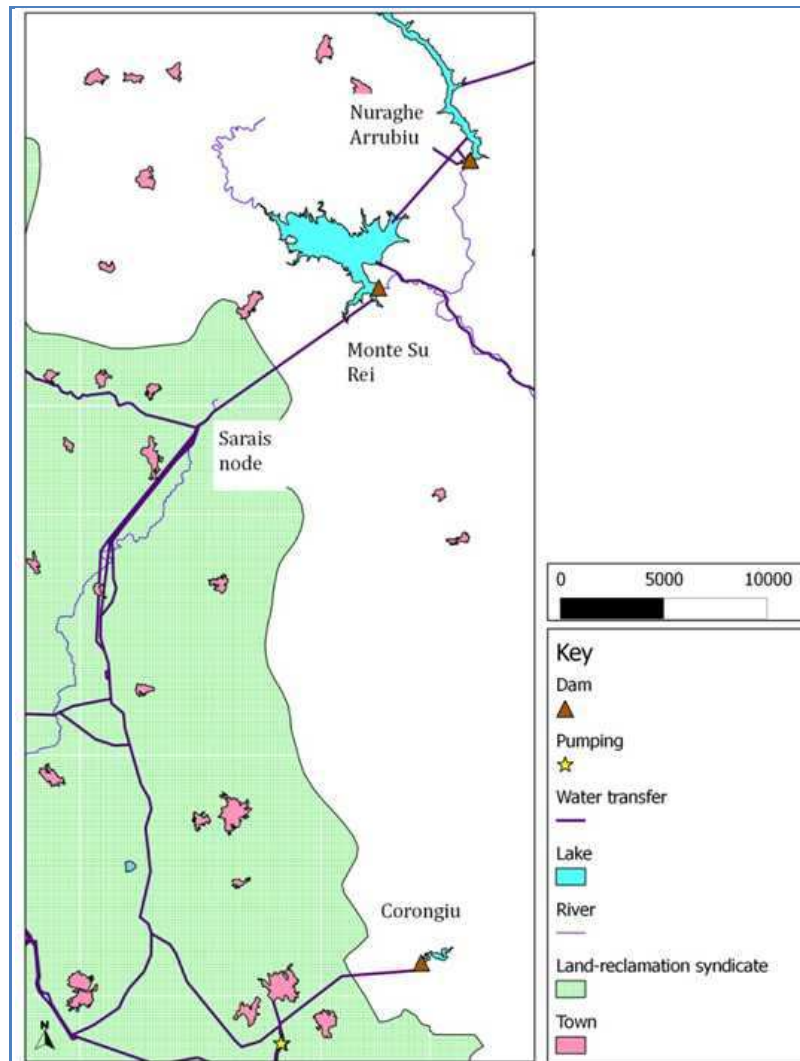 Nuraghe
Arrubiu
Monte Su
Rei
Sarais
node
Corongiu
N
0 5000 10000
Key
Dam
Pumping
Water transfer
Lake
River
Land-reclamation syndicate
Town